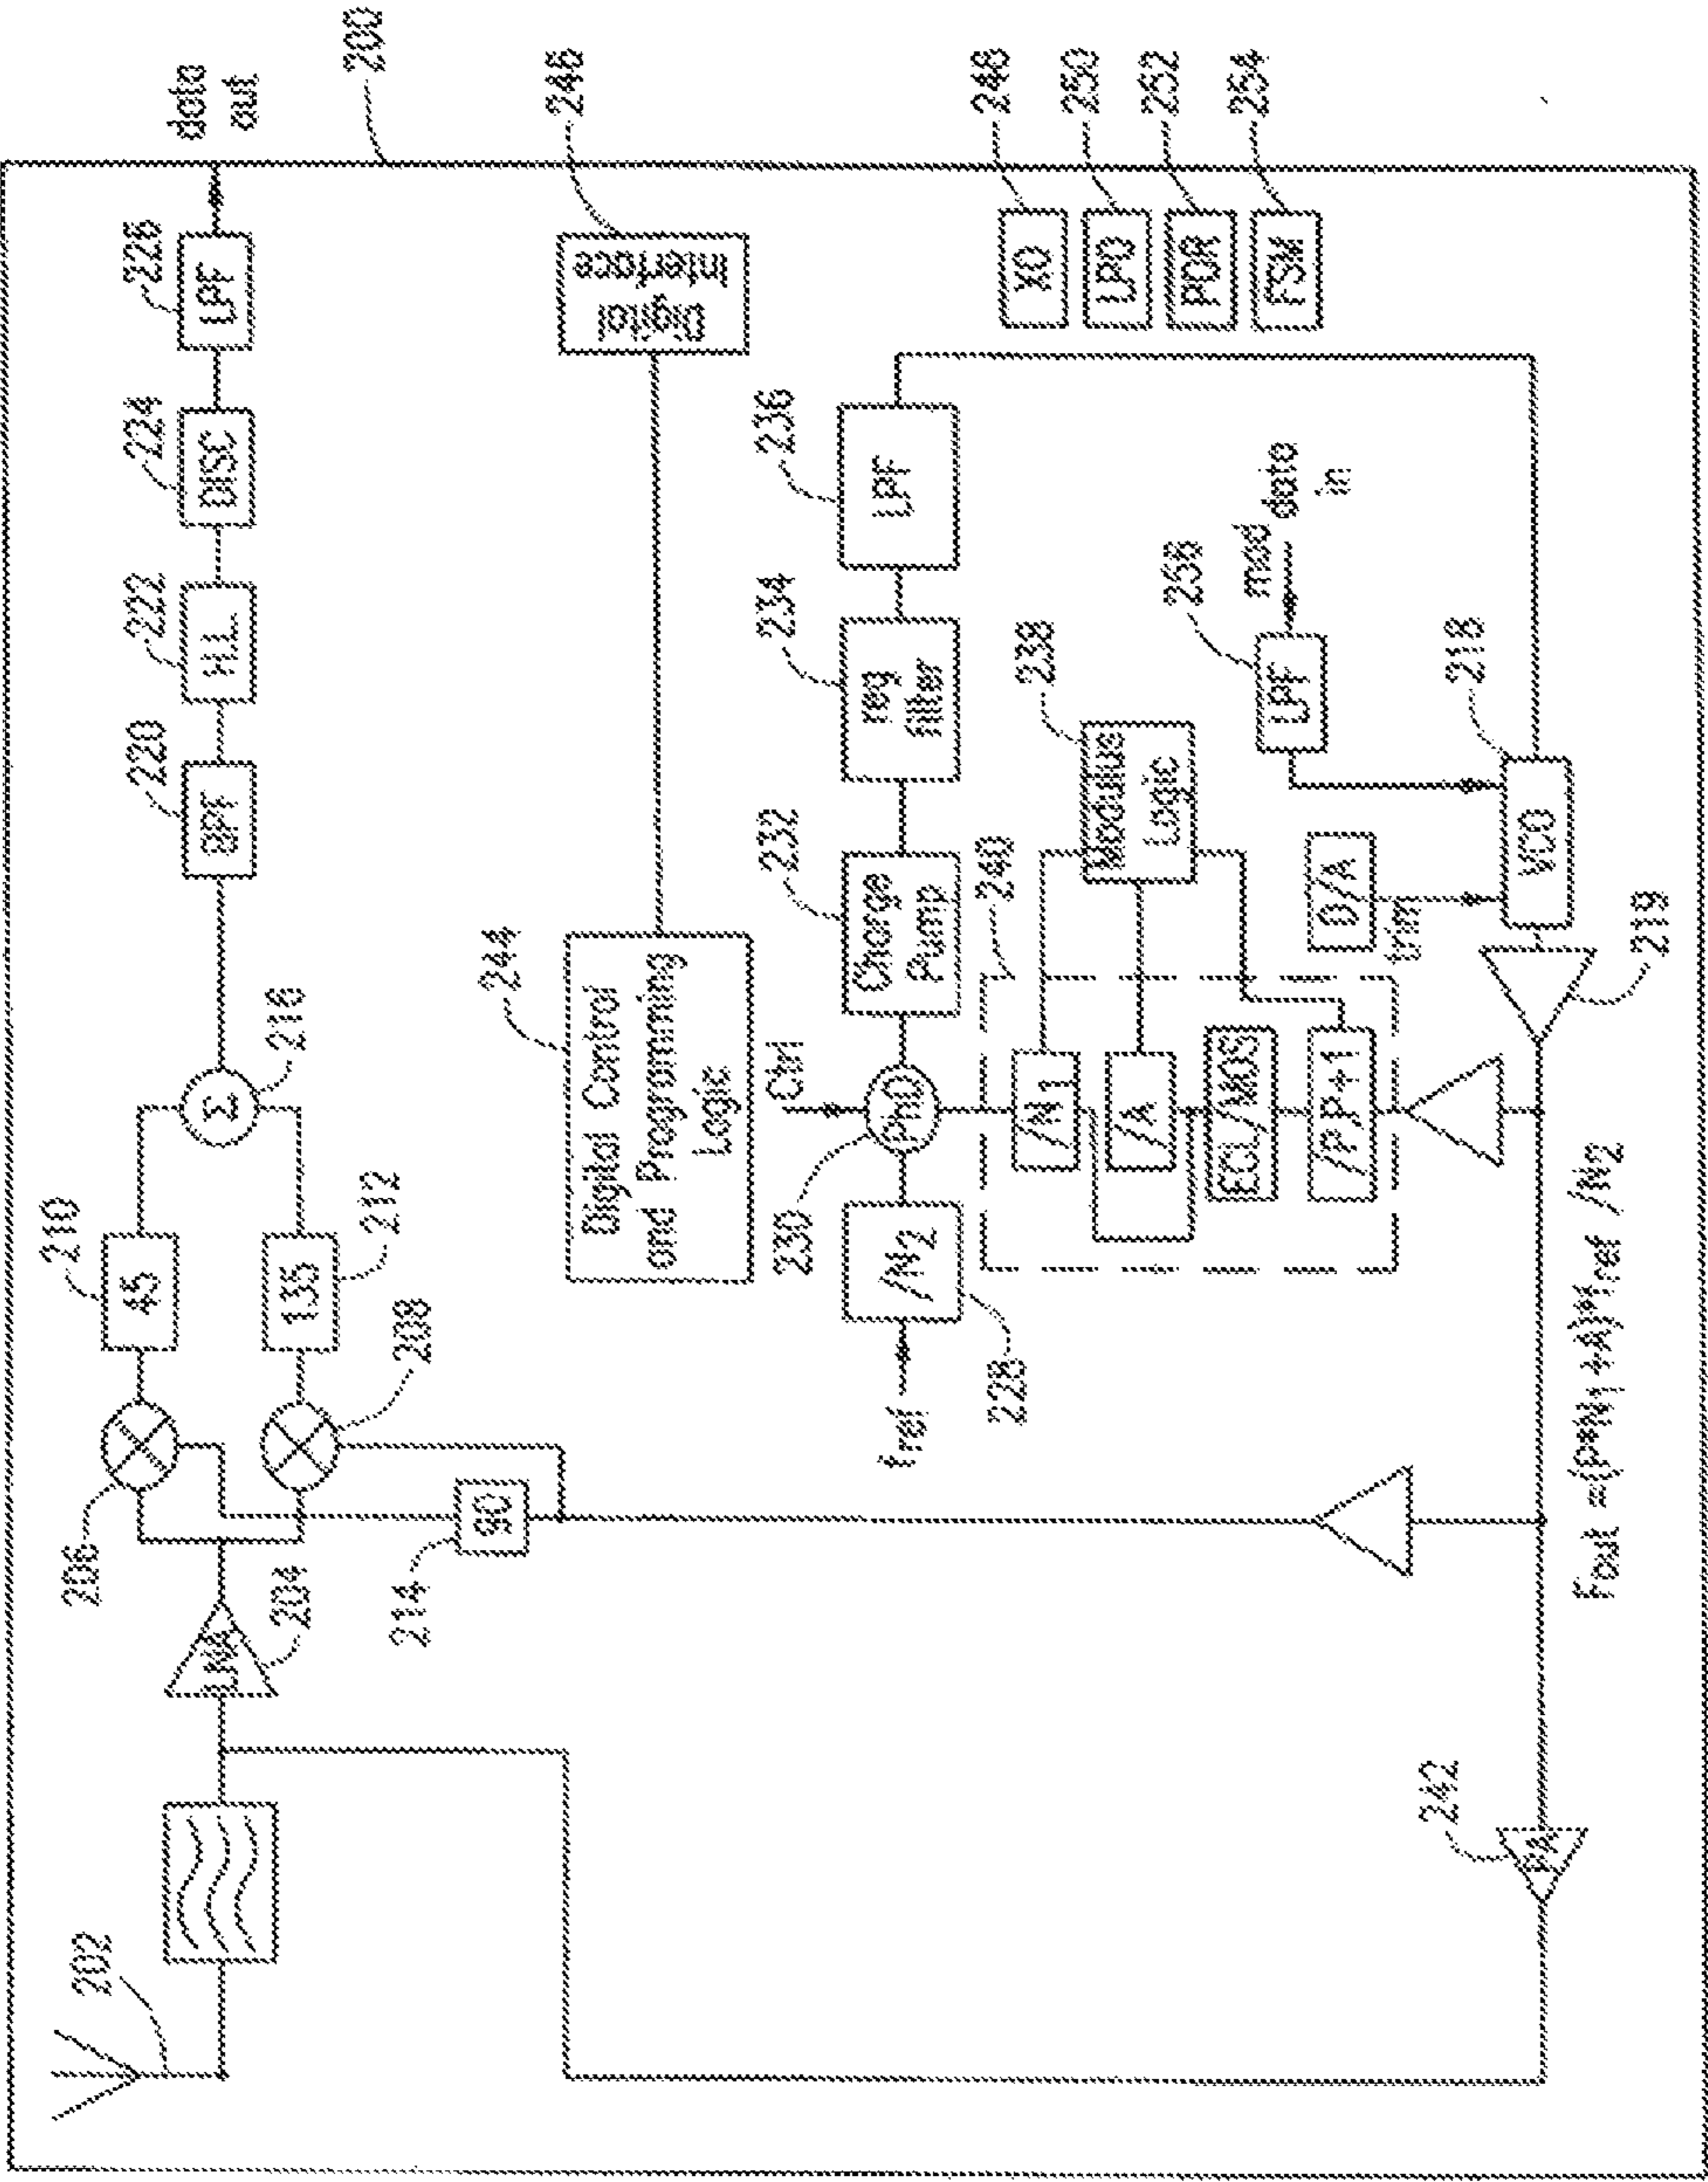 202
LNA
204
206
208
210
45
212
135
214
90
Σ
216
220
BPF
222
H.L.
224
DISC
226
LPF
data
out
200
244
Digital Control
and Programming
Logic
246
Digital
Interface
fref
/N2
228
230
PhD
Ctrl
232
Charge
Pump
234
reg
filter
236
LPF
248
XO
250
LPO
252
POR
254
FSM
240
/N1
/A
ECL/MOS
/P,P+1
238
Modulus
Logic
256
LPF
mod
data
in
D/A
trim
218
VCO
219
242
PA
Fout =(P*N1 +A)*fref /N2